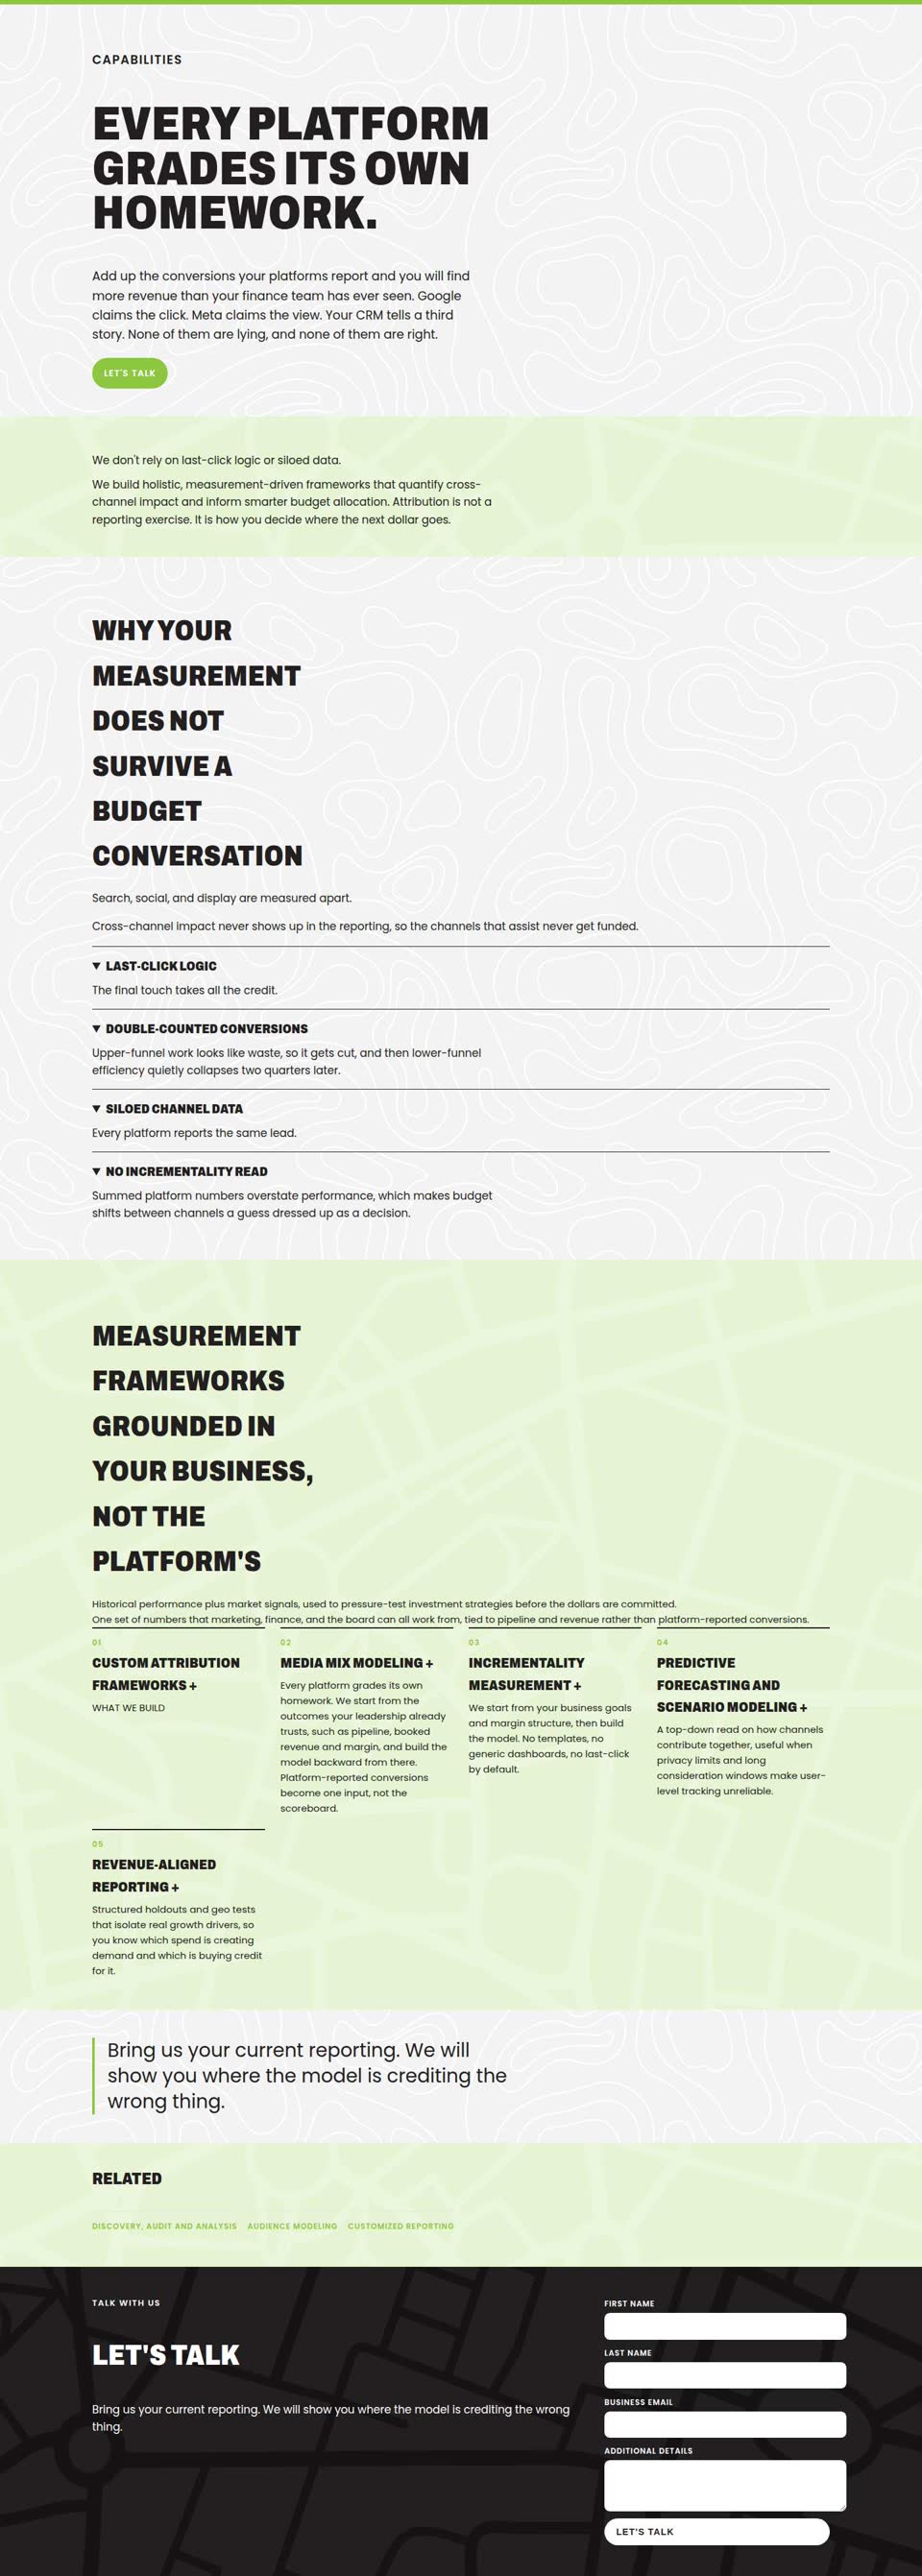 CAPABILITIES
EVERY PLATFORM
GRADES ITS OWN
HOMEWORK.
Add up the conversions your platforms report and you will find
more revenue than your finance team has ever seen. Google
claims the click. Meta claims the view. Your CRM tells a third
story. None of them are lying, and none of them are right.
LET'S TALK
We don't rely on last-click logic or siloed data.
We build holistic, measurement-driven frameworks that quantify cross-
channel impact and inform smarter budget allocation. Attribution is not a
reporting exercise. It is how you decide where the next dollar goes.
WHY YOUR
MEASUREMENT
DOES NOT
SURVIVE A
BUDGET
CONVERSATION
Search, social, and display are measured apart.
Cross-channel impact never shows up in the reporting, so the channels that assist never get funded.
▼ LAST-CLICK LOGIC
The final touch takes all the credit.
▼ DOUBLE-COUNTED CONVERSIONS
Upper-funnel work looks like waste, so it gets cut, and then lower-funnel
efficiency quietly collapses two quarters later.
▼ SILOED CHANNEL DATA
Every platform reports the same lead.
▼ NO INCREMENTALITY READ
Summed platform numbers overstate performance, which makes budget
shifts between channels a guess dressed up as a decision.
MEASUREMENT
FRAMEWORKS
GROUNDED IN
YOUR BUSINESS,
NOT THE
PLATFORM'S
Historical performance plus market signals, used to pressure-test investment strategies before the dollars are committed.
One set of numbers that marketing, finance, and the board can all work from, tied to pipeline and revenue rather than platform-reported conversions.
01
CUSTOM ATTRIBUTION
FRAMEWORKS +
WHAT WE BUILD
02
MEDIA MIX MODELING +
Every platform grades its own
homework. We start from the
outcomes your leadership already
trusts, such as pipeline, booked
revenue and margin, and build the
model backward from there.
Platform-reported conversions
become one input, not the
scoreboard.
03
INCREMENTALITY
MEASUREMENT +
We start from your business goals
and margin structure, then build
the model. No templates, no
generic dashboards, no last-click
by default.
04
PREDICTIVE
FORECASTING AND
SCENARIO MODELING +
A top-down read on how channels
contribute together, useful when
privacy limits and long
consideration windows make user-
level tracking unreliable.
05
REVENUE-ALIGNED
REPORTING +
Structured holdouts and geo tests
that isolate real growth drivers, so
you know which spend is creating
demand and which is buying credit
for it.
Bring us your current reporting. We will
show you where the model is crediting the
wrong thing.
RELATED
DISCOVERY, AUDIT AND ANALYSIS AUDIENCE MODELING CUSTOMIZED REPORTING
TALK WITH US
LET'S TALK
Bring us your current reporting. We will show you where the model is crediting the wrong
thing.
FIRST NAME
LAST NAME
BUSINESS EMAIL
ADDITIONAL DETAILS
LET'S TALK